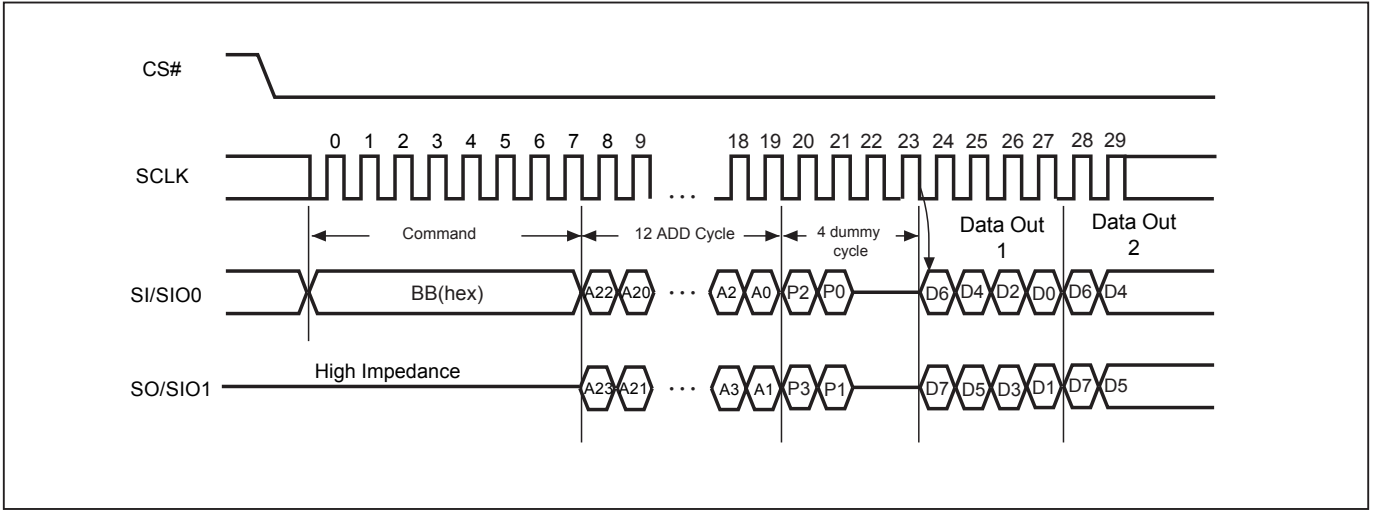 CS#
0 1 2 3 4 5 6 7 8 9 18 19 20 21 22 23 24 25 26 27 28 29
SCLK
...
Command
12 ADD Cycle
4 dummy
cycle
Data Out
1
Data Out
2
SI/SIO0
BB(hex)
A22 A20 ... A2 A0 P2 P0 D6 D4 D2 D0 D6 D4
High Impedance
SO/SIO1
A23 A21 ... A3 A1 P3 P1 D7 D5 D3 D1 D7 D5